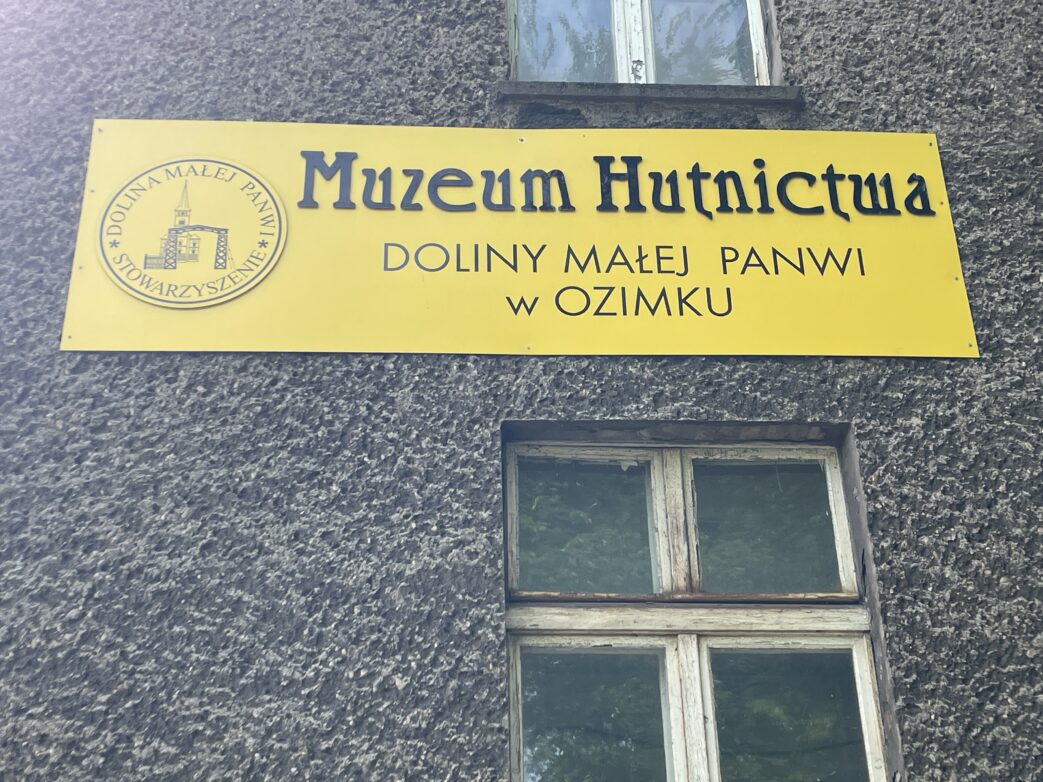 DOLINA MAŁEJ PANWI
* STOWARZYSZENIE *
Muzeum Hutnictwa
DOLINY MAŁEJ PANWI
w OZIMKU